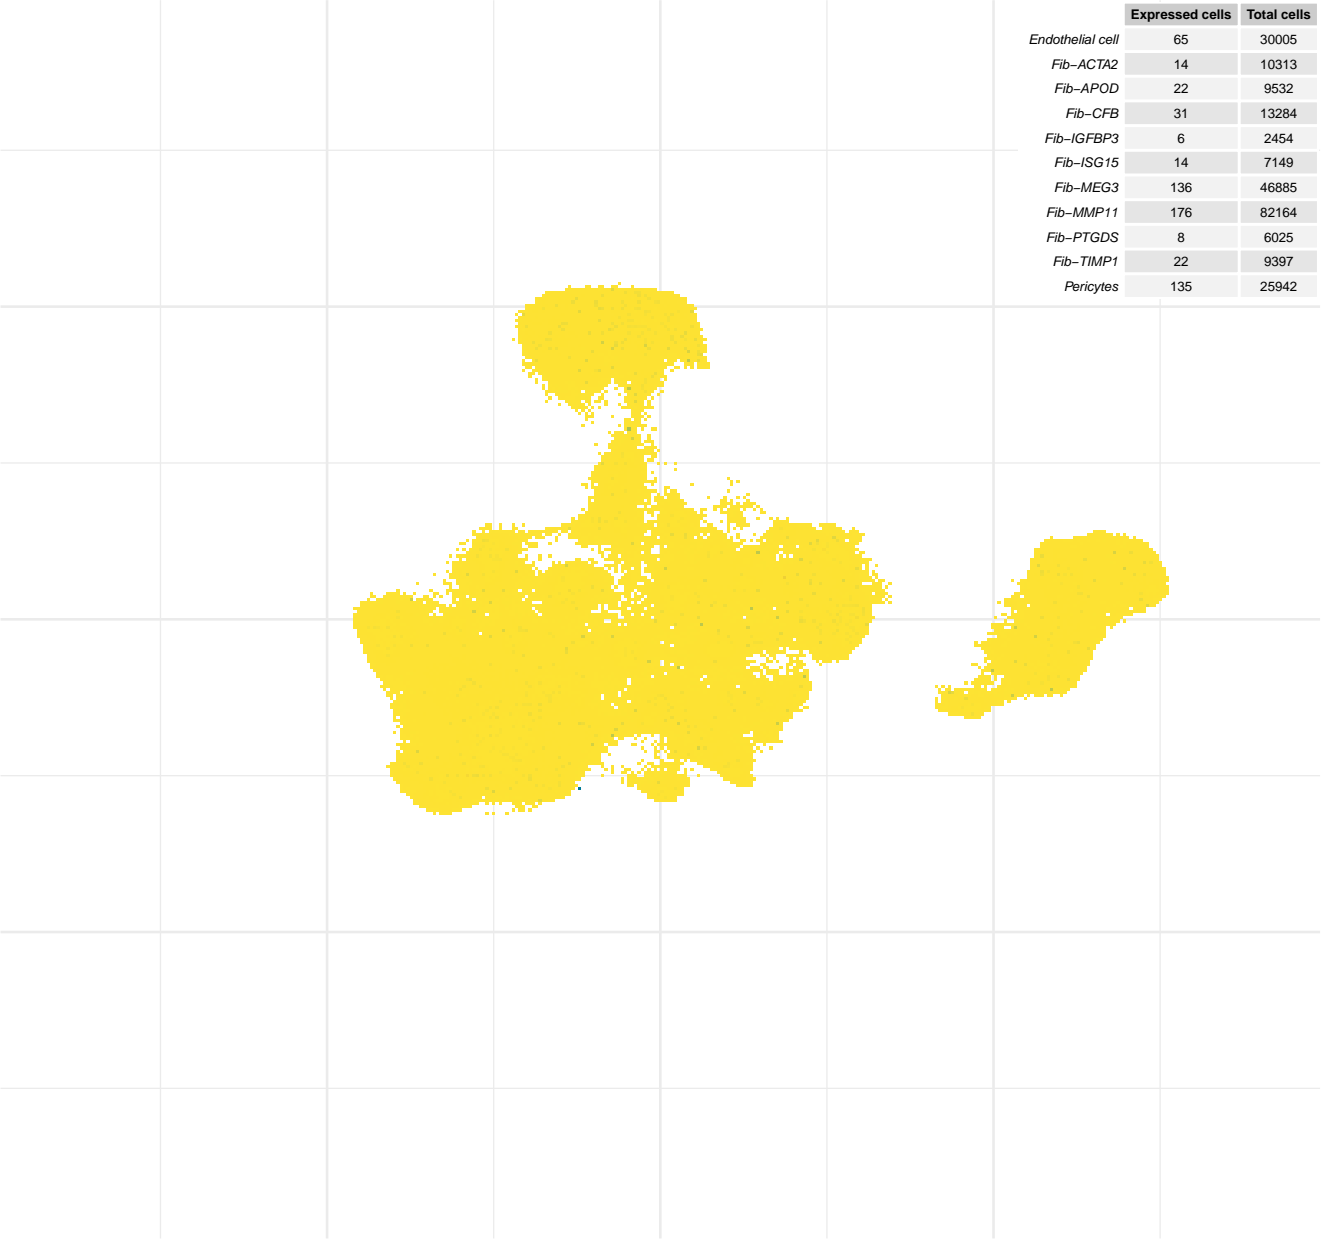 Expressed cells Total cells
Endothelial cell 65 30005
Fib−ACTA2 14 10313
Fib−APOD 22 9532
Fib−CFB 31 13284
Fib−IGFBP3 6 2454
Fib−ISG15 14 7149
Fib−MEG3 136 46885
Fib−MMP11 176 82164
Fib−PTGDS 8 6025
Fib−TIMP1 22 9397
Pericytes 135 25942